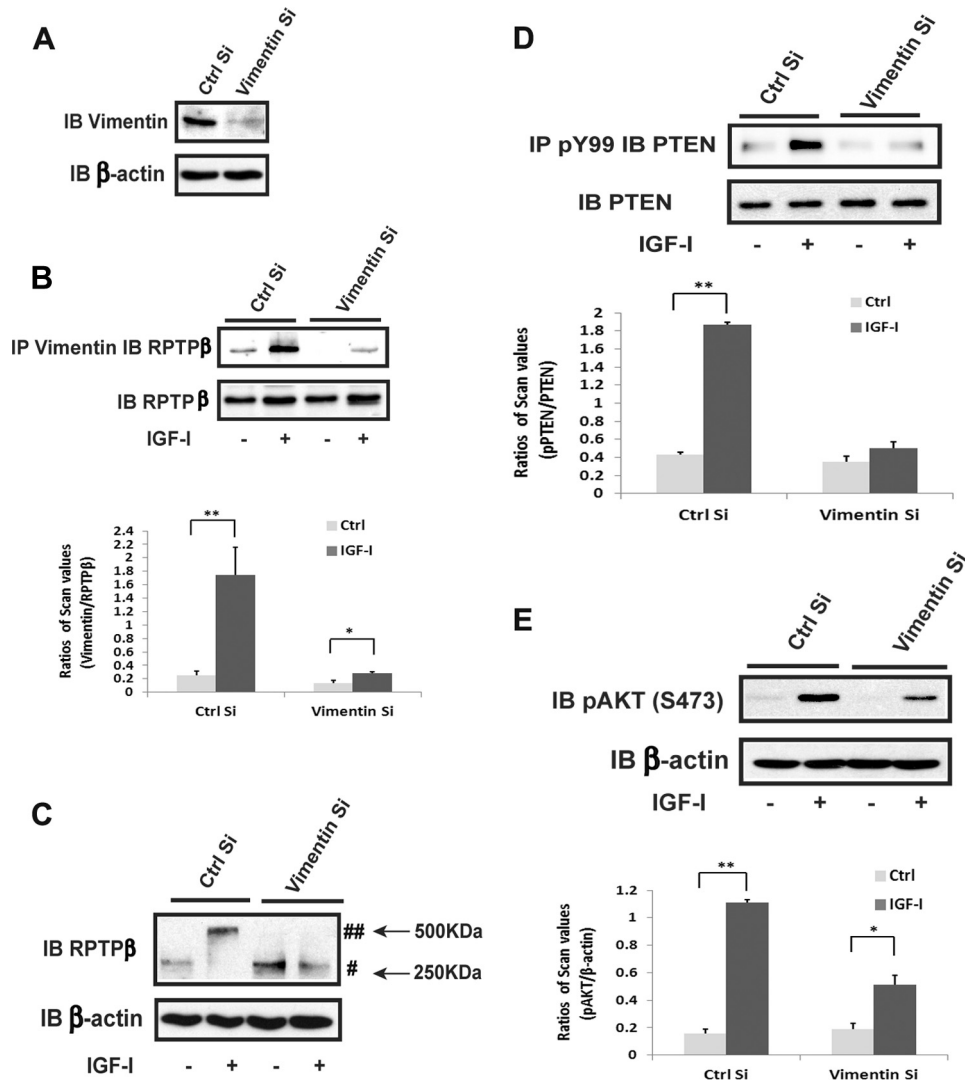 A
Ctrl Si
Vimentin Si
IB Vimentin
IB β-actin
B
Ctrl Si
Vimentin Si
IP Vimentin IB RPTPβ
IB RPTP β
IGF-I - + - +
Ratios of Scan values
(Vimentin/RPTPβ)
2.4
2.2
2
1.8
1.6
1.4
1.2
1
0.8
0.6
0.4
0.2
0
**
*
Ctrl
IGF-I
Ctrl Si
Vimentin Si
C
Ctrl Si
Vimentin Si
IB RPTPβ
## 500KDa
# 250KDa
IB β-actin
IGF-I - + - +
D
Ctrl Si
Vimentin Si
IP pY99 IB PTEN
IB PTEN
IGF-I - + - +
Ratios of Scan values
(pPTEN/PTEN)
2
1.8
1.6
1.4
1.2
1
0.8
0.6
0.4
0.2
0
**
Ctrl
IGF-I
Ctrl Si
Vimentin Si
E
Ctrl Si
Vimentin Si
IB pAKT (S473)
IB β-actin
IGF-I - + - +
Ratios of Scan values
(pAKT/β-actin)
1.2
1
0.8
0.6
0.4
0.2
0
**
*
Ctrl
IGF-I
Ctrl Si
Vimentin Si